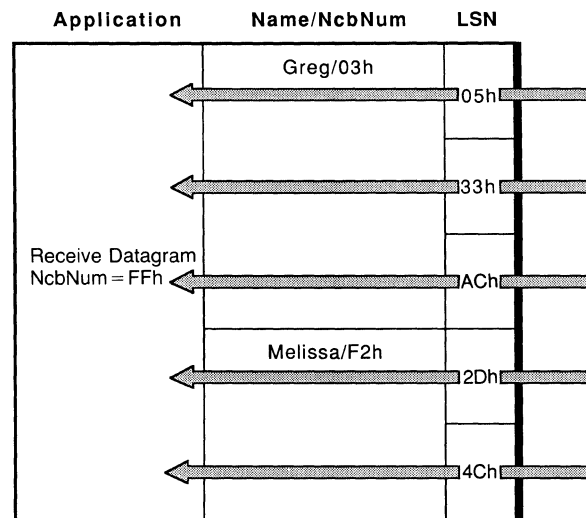 Application Name/NcbNum LSN
Greg/03h
05h
33h
Receive Datagram
NcbNum = FFh
ACh
Melissa/F2h
2Dh
4Ch